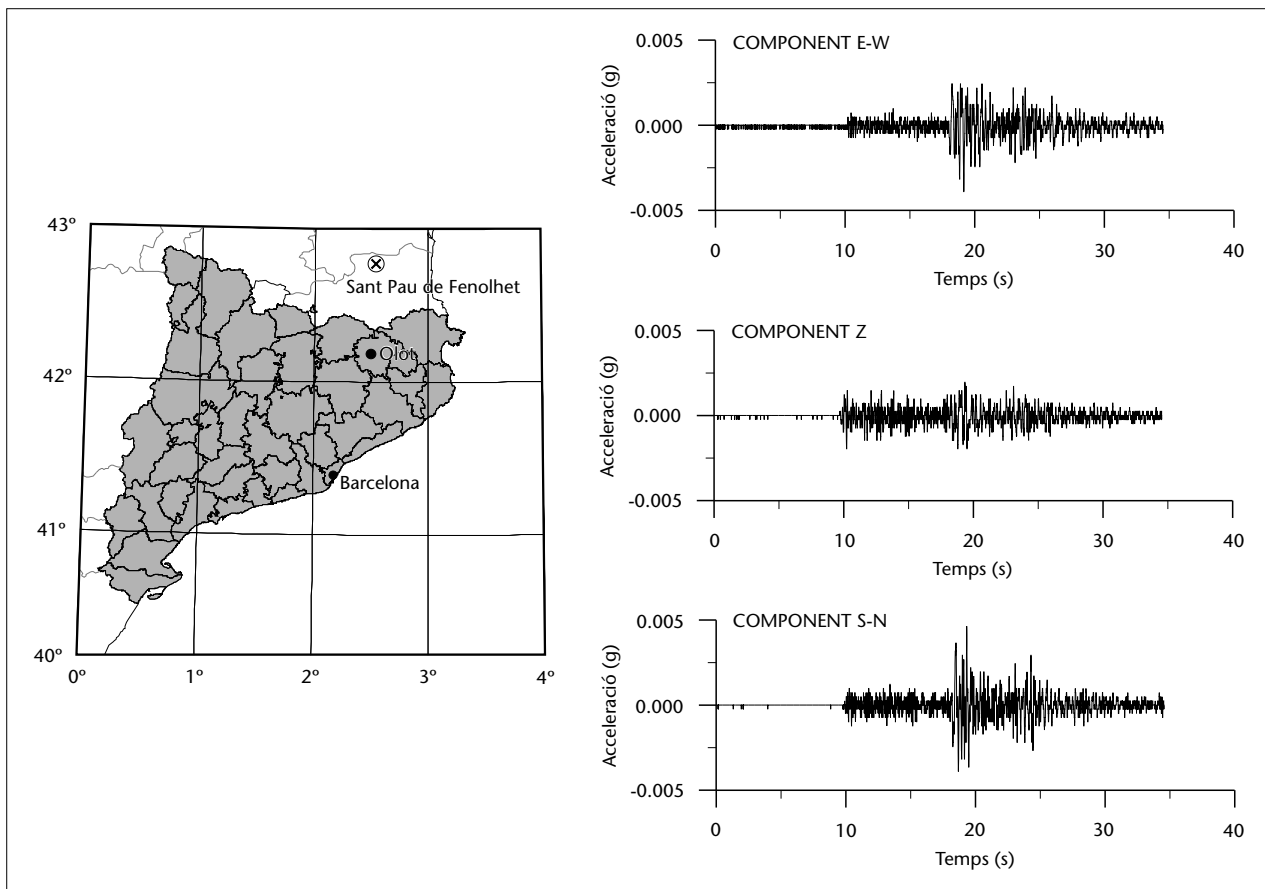 43º
42º
41º
40º
0º
1º
2º
3º
4º
Sant Pau de Fenolhet
Olot
Barcelona
COMPONENT E-W
Acceleració (g)
0.005
0.000
-0.005
0
10
20
30
40
Temps (s)
COMPONENT Z
Acceleració (g)
0.005
0.000
-0.005
0
10
20
30
40
Temps (s)
COMPONENT S-N
Acceleració (g)
0.005
0.000
-0.005
0
10
20
30
40
Temps (s)